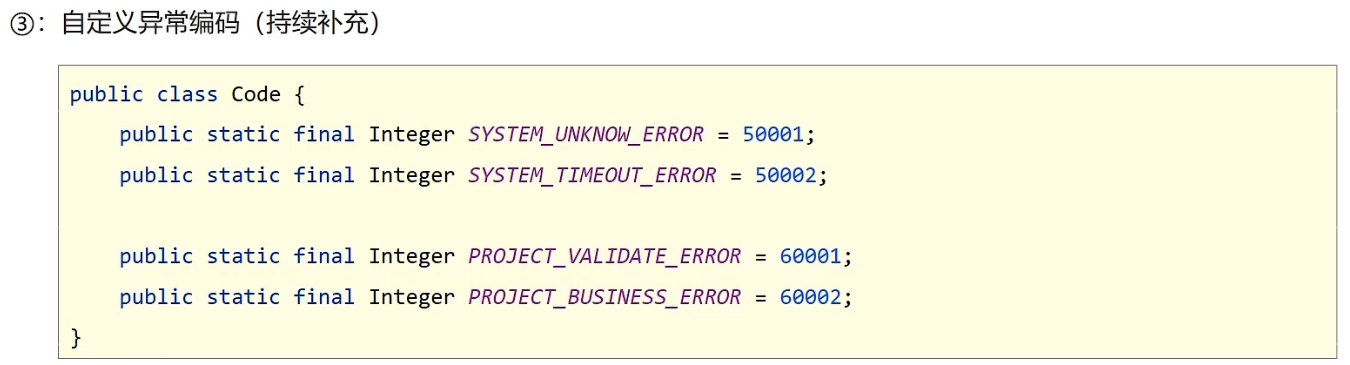 ③：自定义异常编码（持续补充）
public class Code {
    public static final Integer SYSTEM_UNKNOW_ERROR = 50001;
    public static final Integer SYSTEM_TIMEOUT_ERROR = 50002;
    public static final Integer PROJECT_VALIDATE_ERROR = 60001;
    public static final Integer PROJECT_BUSINESS_ERROR = 60002;
}